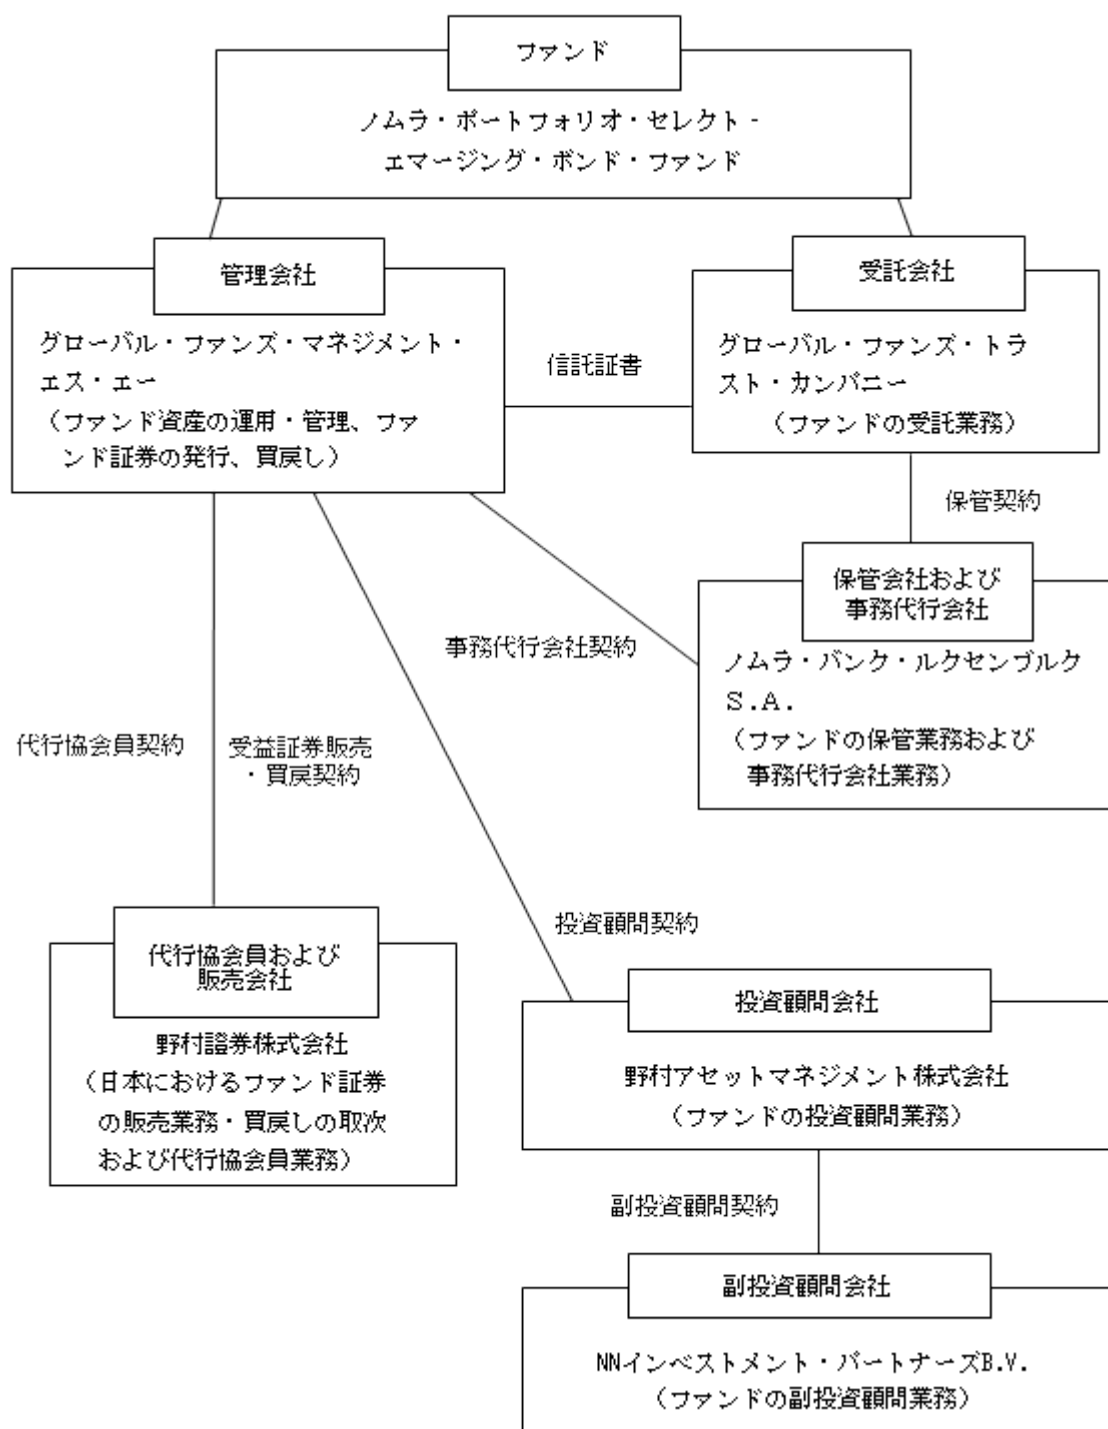 ファンド
ノムラ・ポートフォリオ・セレクト -
エマージング・ボンド・ファンド
管理会社
グローバル・ファンズ・マネジメント・
エス・エー
（ファンド資産の運用・管理、ファ
ンド証券の発行、買戻し）
信託証書
受託会社
グローバル・ファンズ・トラ
スト・カンパニー
（ファンドの受託業務）
保管契約
保管会社および
事務代行会社
ノムラ・バンク・ルクセンブルク
Ｓ.Ａ.
（ファンドの保管業務および
事務代行会社業務）
事務代行会社契約
代行協会員契約
受益証券販売
・買戻契約
投資顧問契約
代行協会員および
販売会社
野村證券株式会社
（日本におけるファンド証券
の販売業務・買戻しの取次
および代行協会員業務）
投資顧問会社
野村アセットマネジメント株式会社
（ファンドの投資顧問業務）
副投資顧問契約
副投資顧問会社
NNインベストメント・パートナーズB.V.
（ファンドの副投資顧問業務）